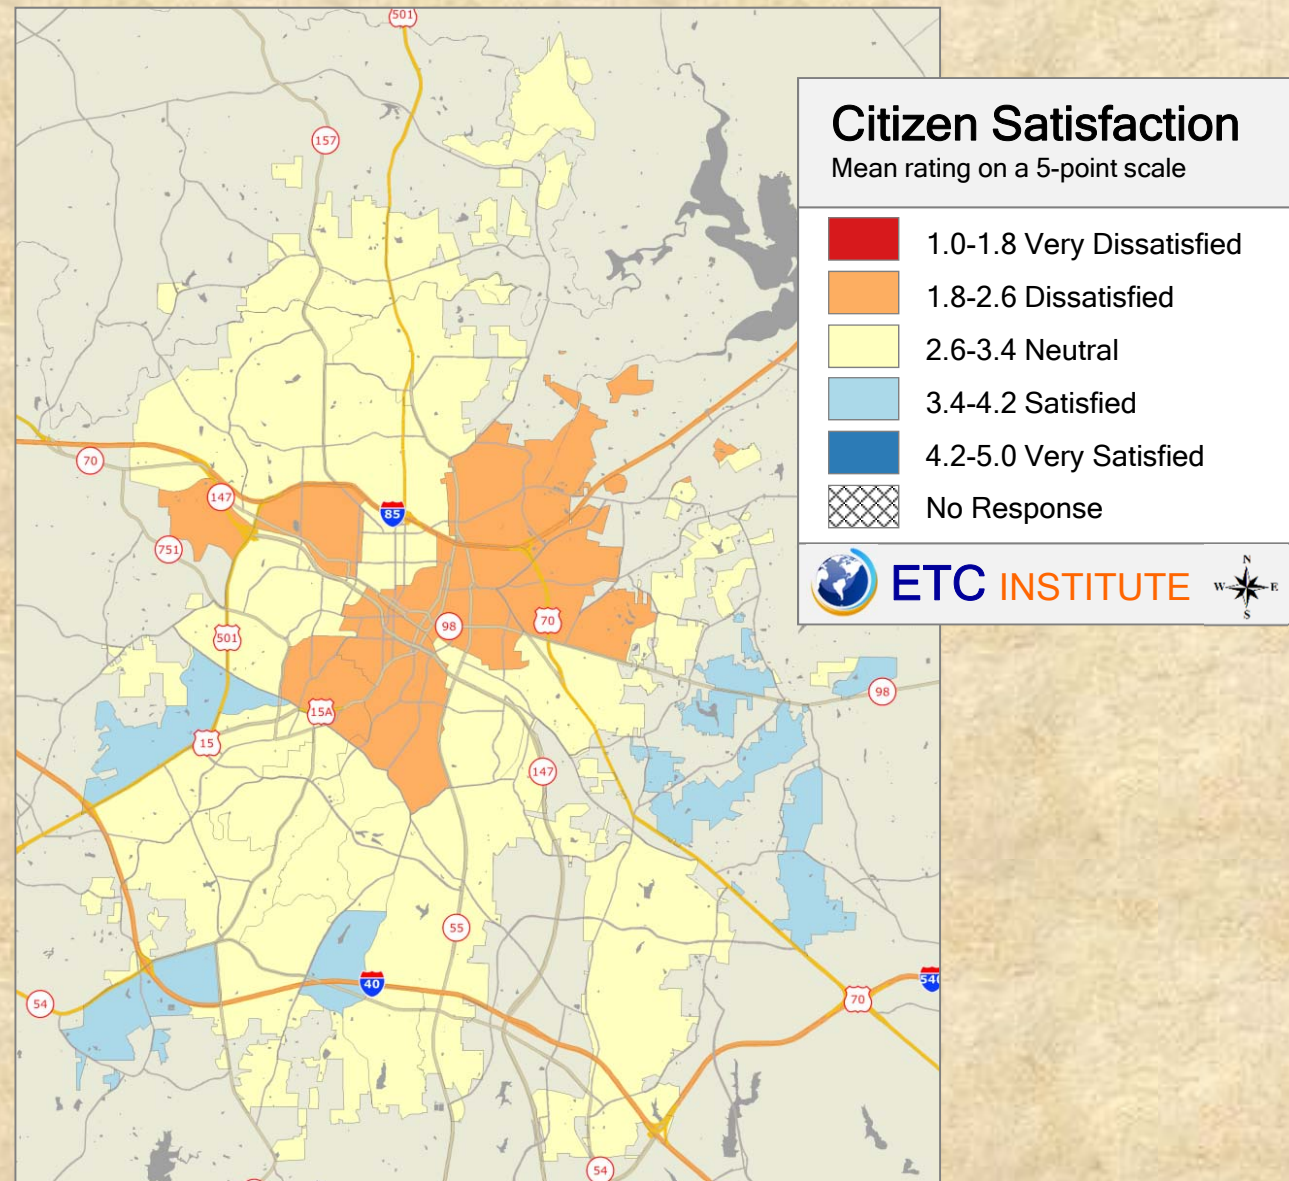 501
157
Citizen Satisfaction
Mean rating on a 5-point scale
1.0-1.8 Very Dissatisfied
1.8-2.6 Dissatisfied
2.6-3.4 Neutral
3.4-4.2 Satisfied
4.2-5.0 Very Satisfied
No Response
ETC INSTITUTE
N
W E
S
70
147
85
751
98
70
501
98
15A
15
147
55
40
540
70
54
54